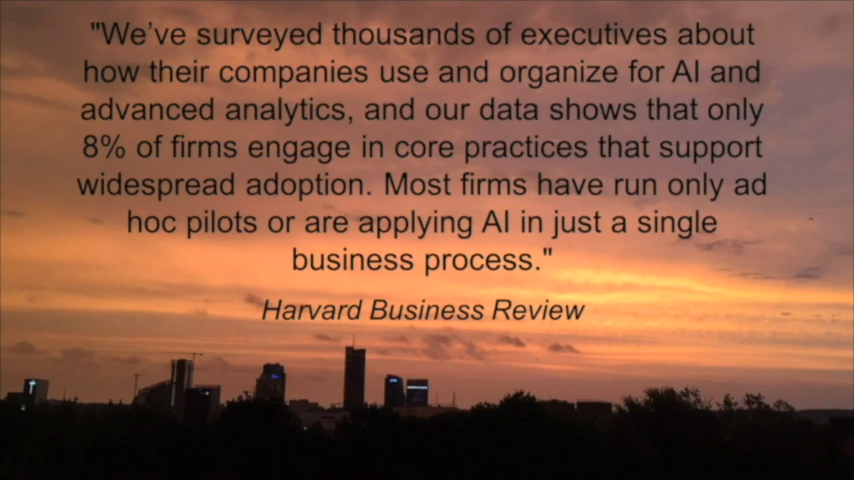 "We've surveyed thousands of executives about
how their companies use and organize for AI and
advanced analytics, and our data shows that only
8% of firms engage in core practices that support
widespread adoption. Most firms have run only ad
hoc pilots or are applying AI in just a single
business process."
Harvard Business Review